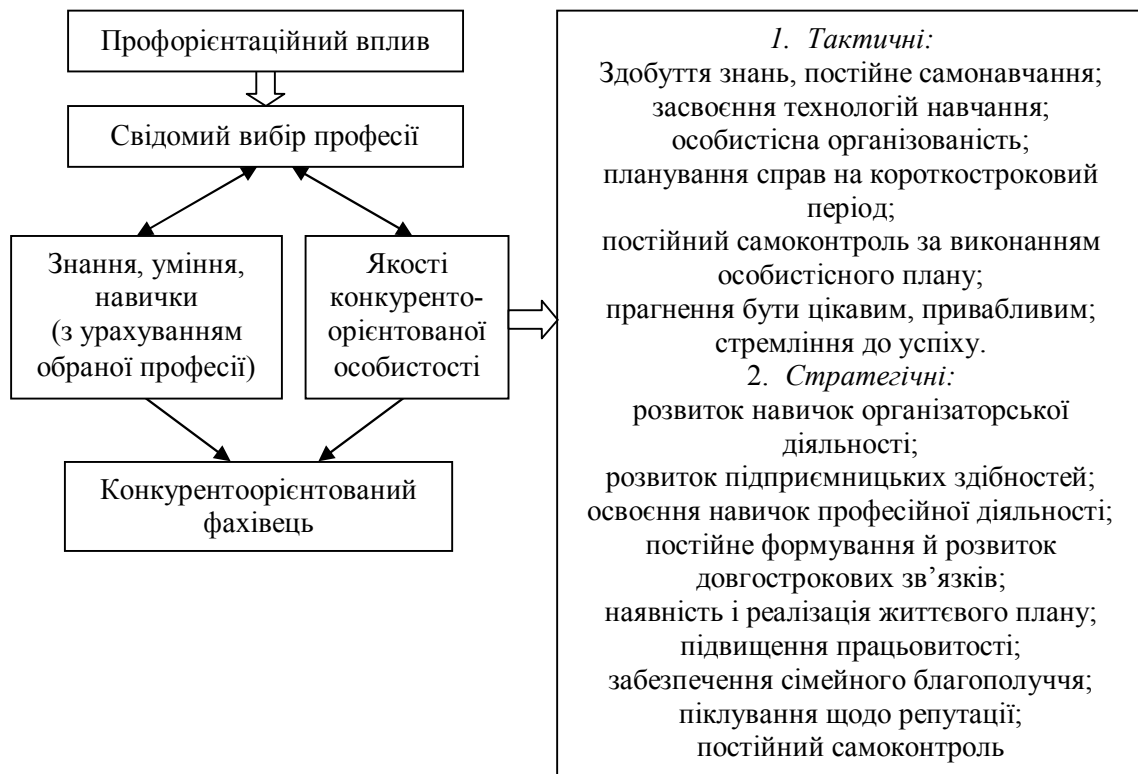 Профорієнтаційний вплив
Свідомий вибір професії
Знання, уміння,
навички
(з урахуванням
обраної професії)
Якості
конкуренто-
орієнтованої
особистості
Конкурентоорієнтований
фахівець
1. Тактичні:
Здобуття знань, постійне самонавчання;
засвоєння технологій навчання;
особистісна організованість;
планування справ на короткостроковий
період;
постійний самоконтроль за виконанням
особистісного плану;
прагнення бути цікавим, привабливим;
стремління до успіху.
2. Стратегічні:
розвиток навичок організаторської
діяльності;
розвиток підприємницьких здібностей;
освоєння навичок професійної діяльності;
постійне формування й розвиток
довгострокових зв’язків;
наявність і реалізація життєвого плану;
підвищення працьовитості;
забезпечення сімейного благополуччя;
піклування щодо репутації;
постійний самоконтроль